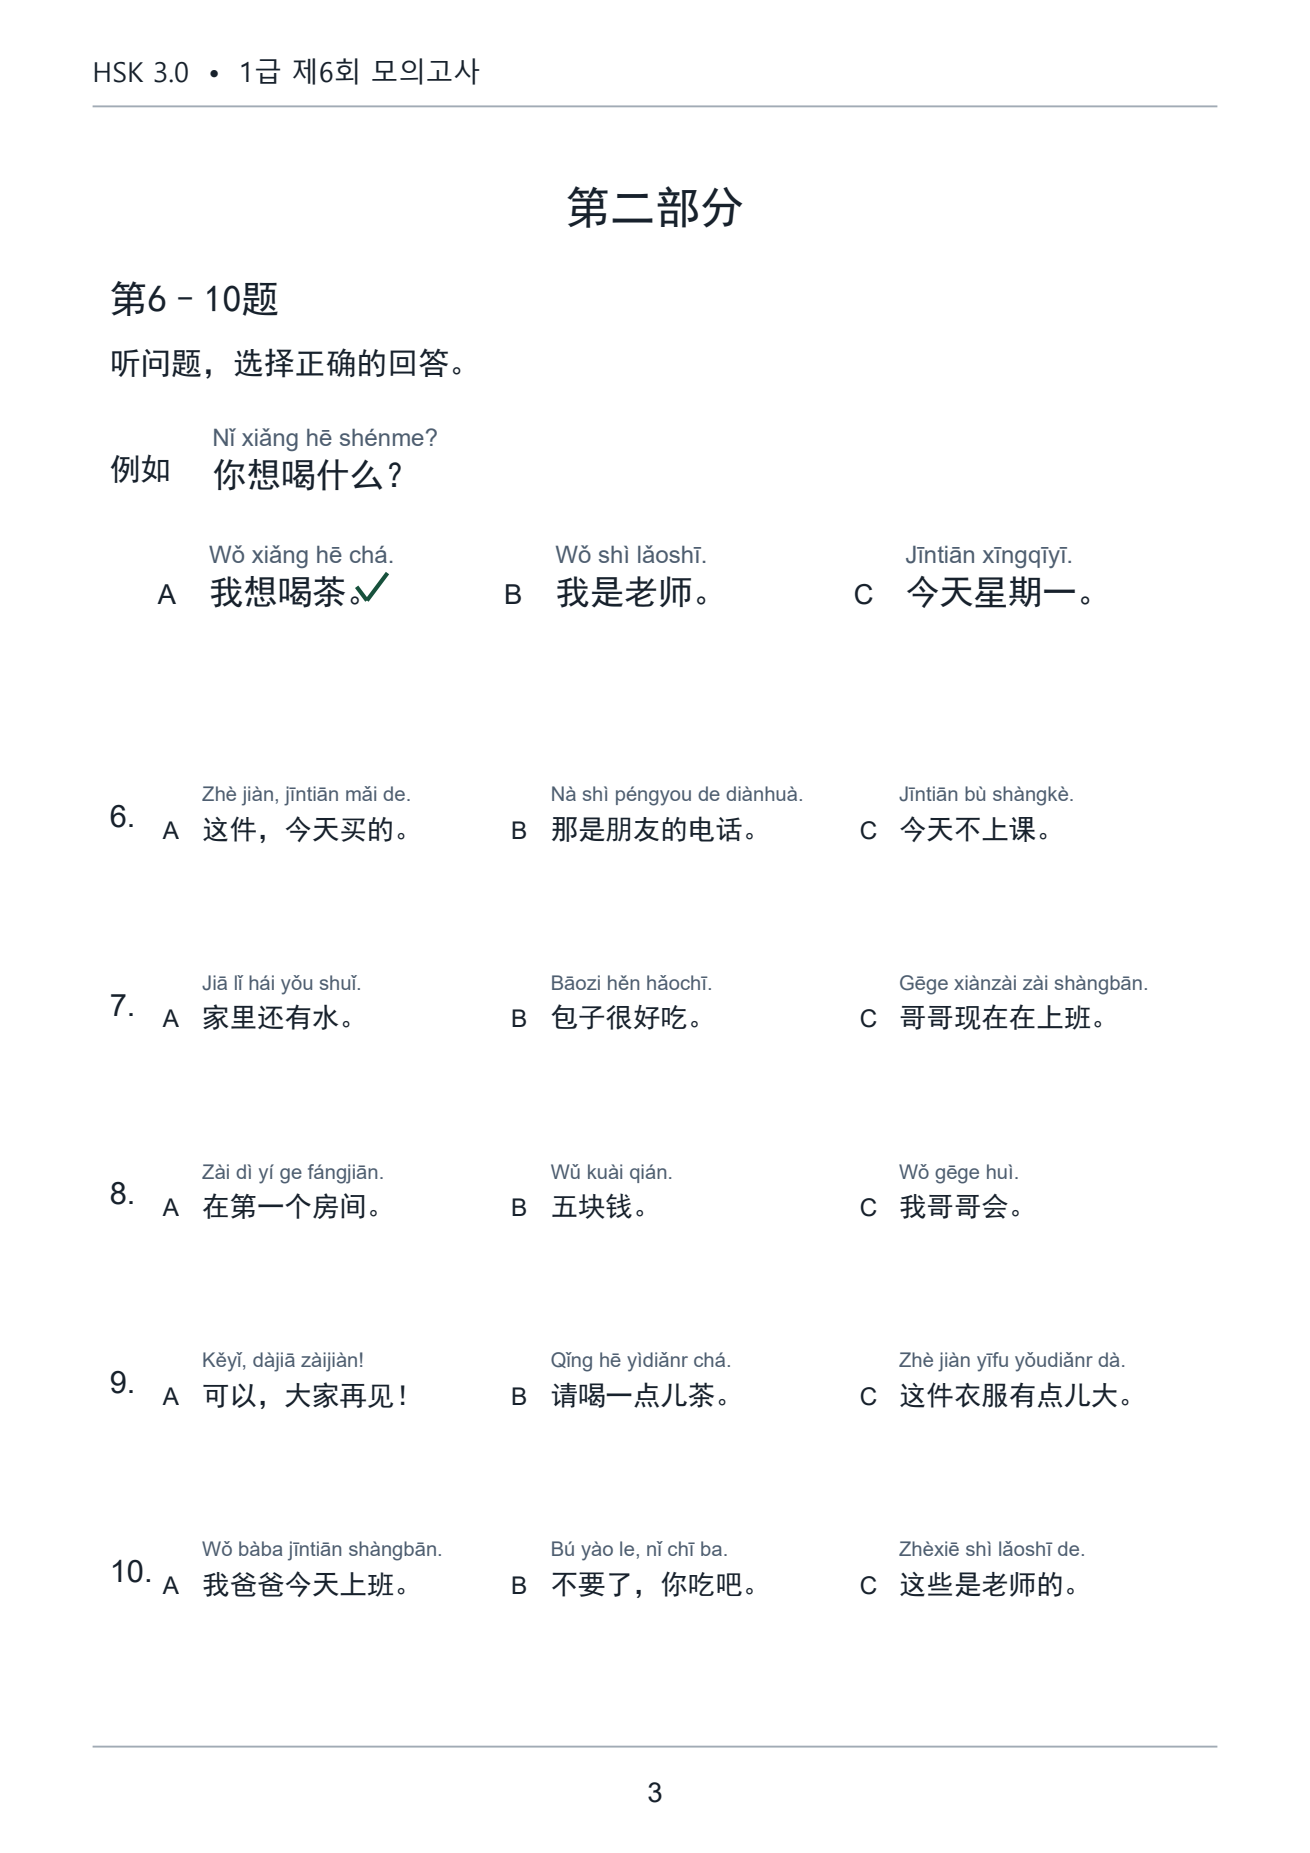 HSK 3.0 • 1급 제6회 모의고사
第二部分
第6–10题
听问题，选择正确的回答。
Nǐ xiǎng hē shénme?
例如 你想喝什么？
Wǒ xiǎng hē chá. Wǒ shì lǎoshī. Jīntiān xīngqīyī.
A 我想喝茶。✓ B 我是老师。 C 今天星期一。
Zhè jiàn, jīntiān mǎi de. Nà shì péngyou de diànhuà. Jīntiān bù shàngkè.
6. A 这件，今天买的。 B 那是朋友的电话。 C 今天不上课。
Jiā lǐ hái yǒu shuǐ. Bāozi hěn hǎochī. Gēge xiànzài zài shàngbān.
7. A 家里还有水。 B 包子很好吃。 C 哥哥现在在上班。
Zài dì yí ge fángjiān. Wǔ kuài qián. Wǒ gēge huì.
8. A 在第一个房间。 B 五块钱。 C 我哥哥会。
Kěyǐ, dàjiā zàijiàn! Qǐng hē yìdiǎnr chá. Zhè jiàn yīfu yǒudiǎnr dà.
9. A 可以，大家再见！ B 请喝一点儿茶。 C 这件衣服有点儿大。
Wǒ bàba jīntiān shàngbān. Bú yào le, nǐ chī ba. Zhèxiē shì lǎoshī de.
10. A 我爸爸今天上班。 B 不要了，你吃吧。 C 这些是老师的。
3